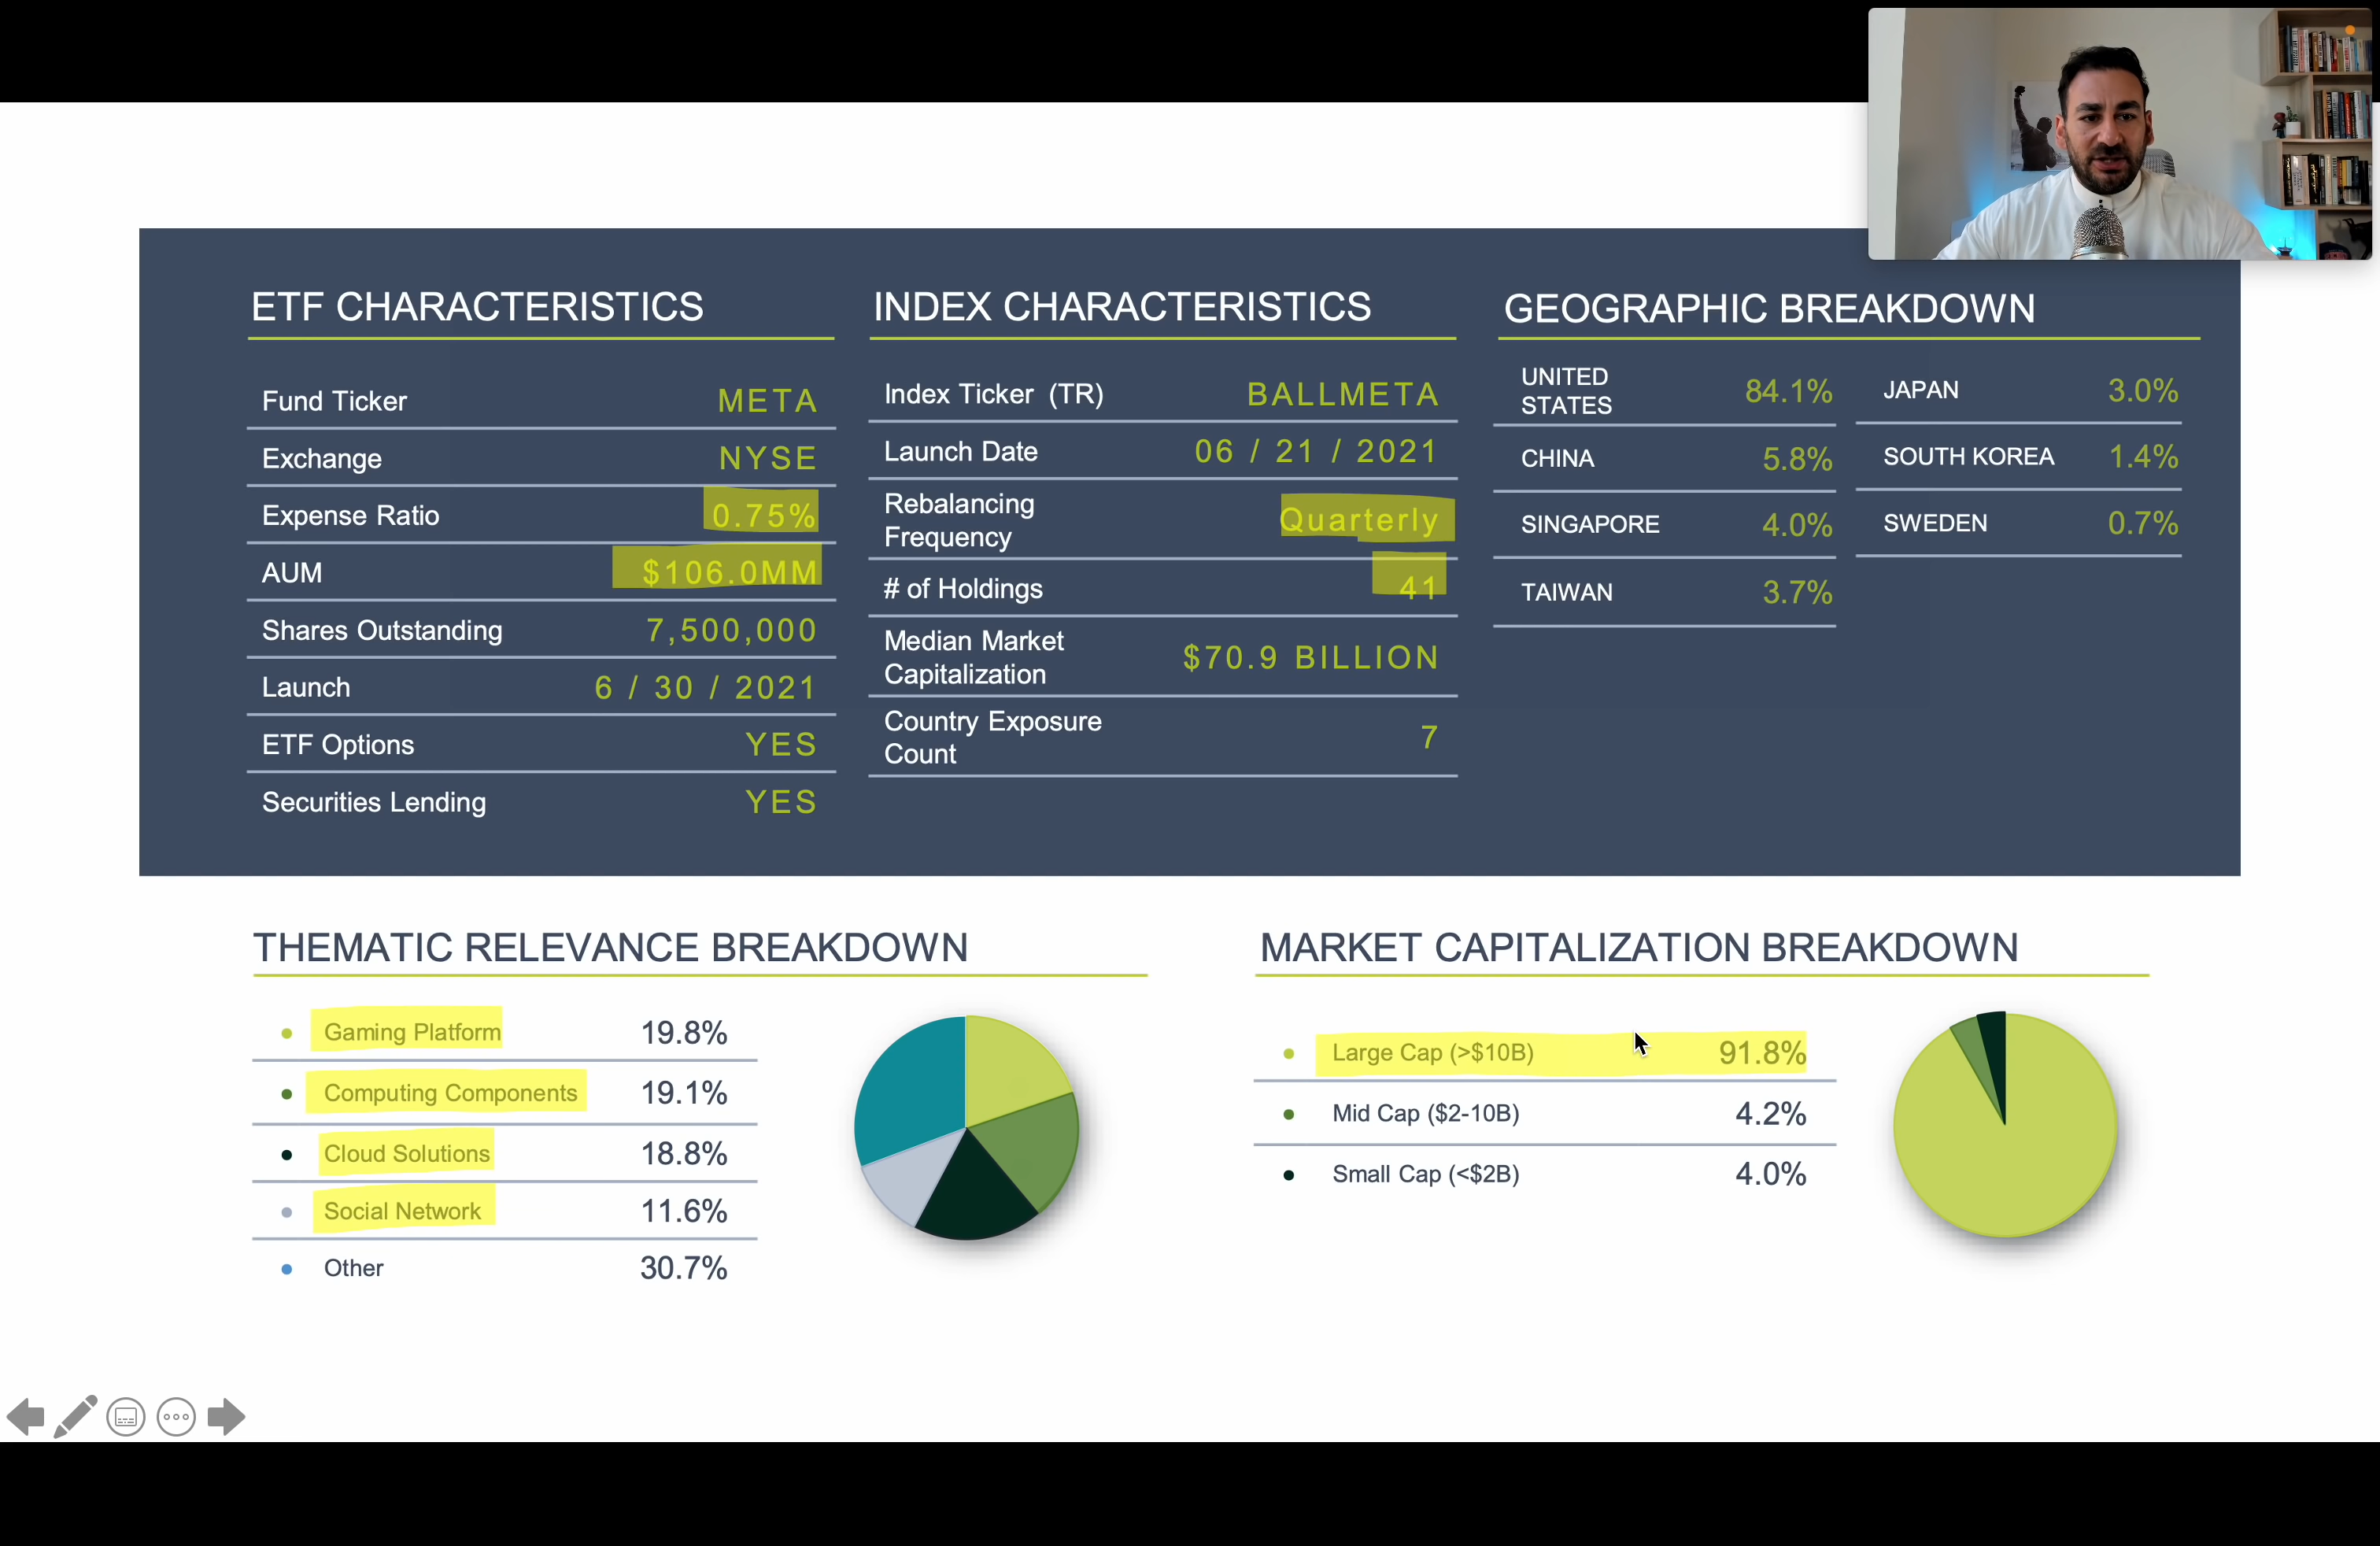 ETF CHARACTERISTICS
Fund Ticker META
Exchange NYSE
Expense Ratio 0.75%
AUM $106.0MM
Shares Outstanding 7,500,000
Launch 6 / 30 / 2021
ETF Options YES
Securities Lending YES
INDEX CHARACTERISTICS
Index Ticker (TR) BALLMETA
Launch Date 06 / 21 / 2021
Rebalancing
Frequency Quarterly
# of Holdings 41
Median Market
Capitalization $70.9 BILLION
Country Exposure
Count 7
GEOGRAPHIC BREAKDOWN
UNITED
STATES 84.1%
CHINA 5.8%
SINGAPORE 4.0%
TAIWAN 3.7%
JAPAN 3.0%
SOUTH KOREA 1.4%
SWEDEN 0.7%
THEMATIC RELEVANCE BREAKDOWN
Gaming Platform 19.8%
Computing Components 19.1%
Cloud Solutions 18.8%
Social Network 11.6%
Other 30.7%
MARKET CAPITALIZATION BREAKDOWN
Large Cap (>$10B) 91.8%
Mid Cap ($2-10B) 4.2%
Small Cap (<$2B) 4.0%